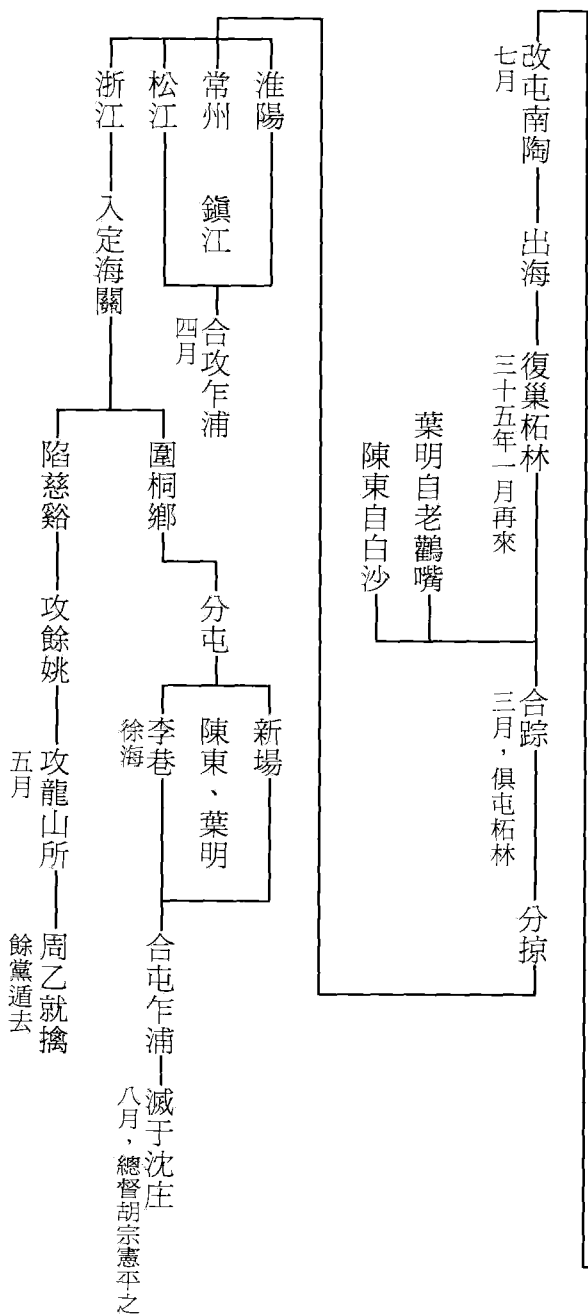 改屯南陶
七月
出海
復巢柘林
三十五年一月再來
葉明自老鸛嘴
陳東自白沙
合踪
三月，俱屯柘林
分掠
淮陽
常州
鎮江
松江
浙江
合攻乍浦
四月
入定海關
圍桐鄉
分屯
新場
陳東、葉明
李巷
徐海
合屯乍浦
滅于沈庄
八月，總督胡宗憲平之
陷慈谿
攻餘姚
攻龍山所
五月
周乙就擒
餘黨遁去